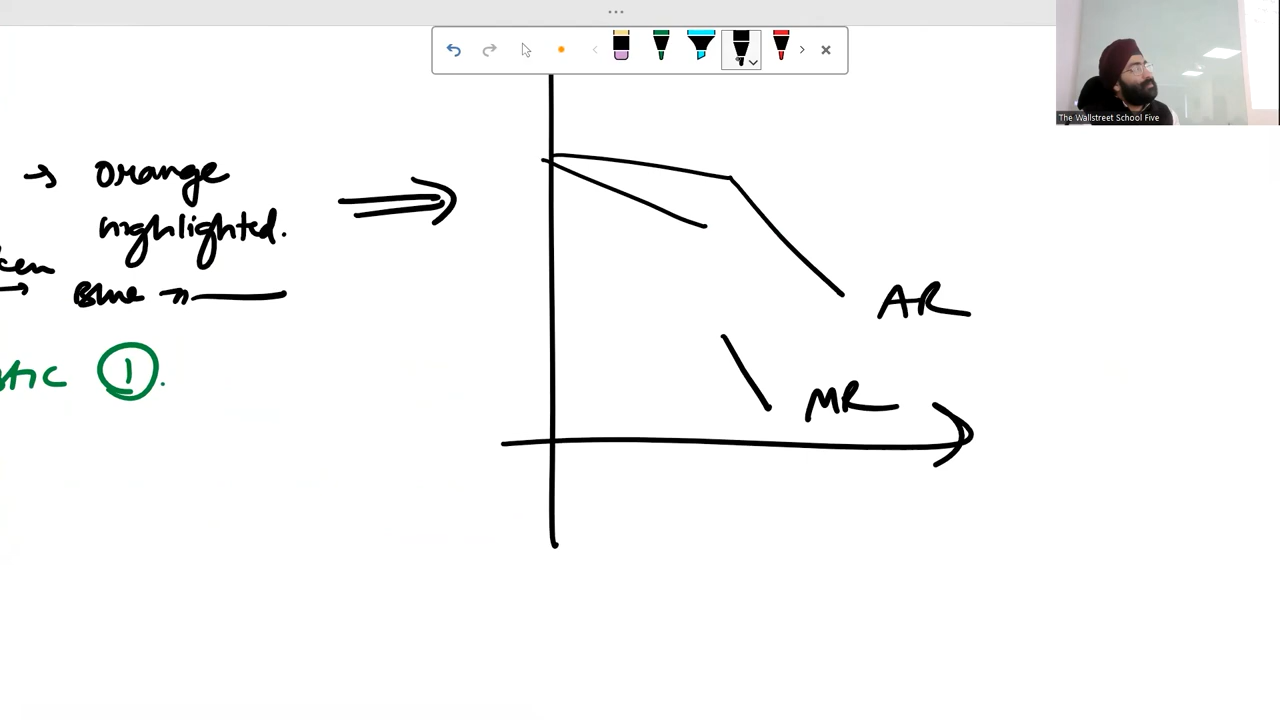 The Wallstreet School Five
→ Orange
highlighted.
→ Blue →
①.
AR
MR